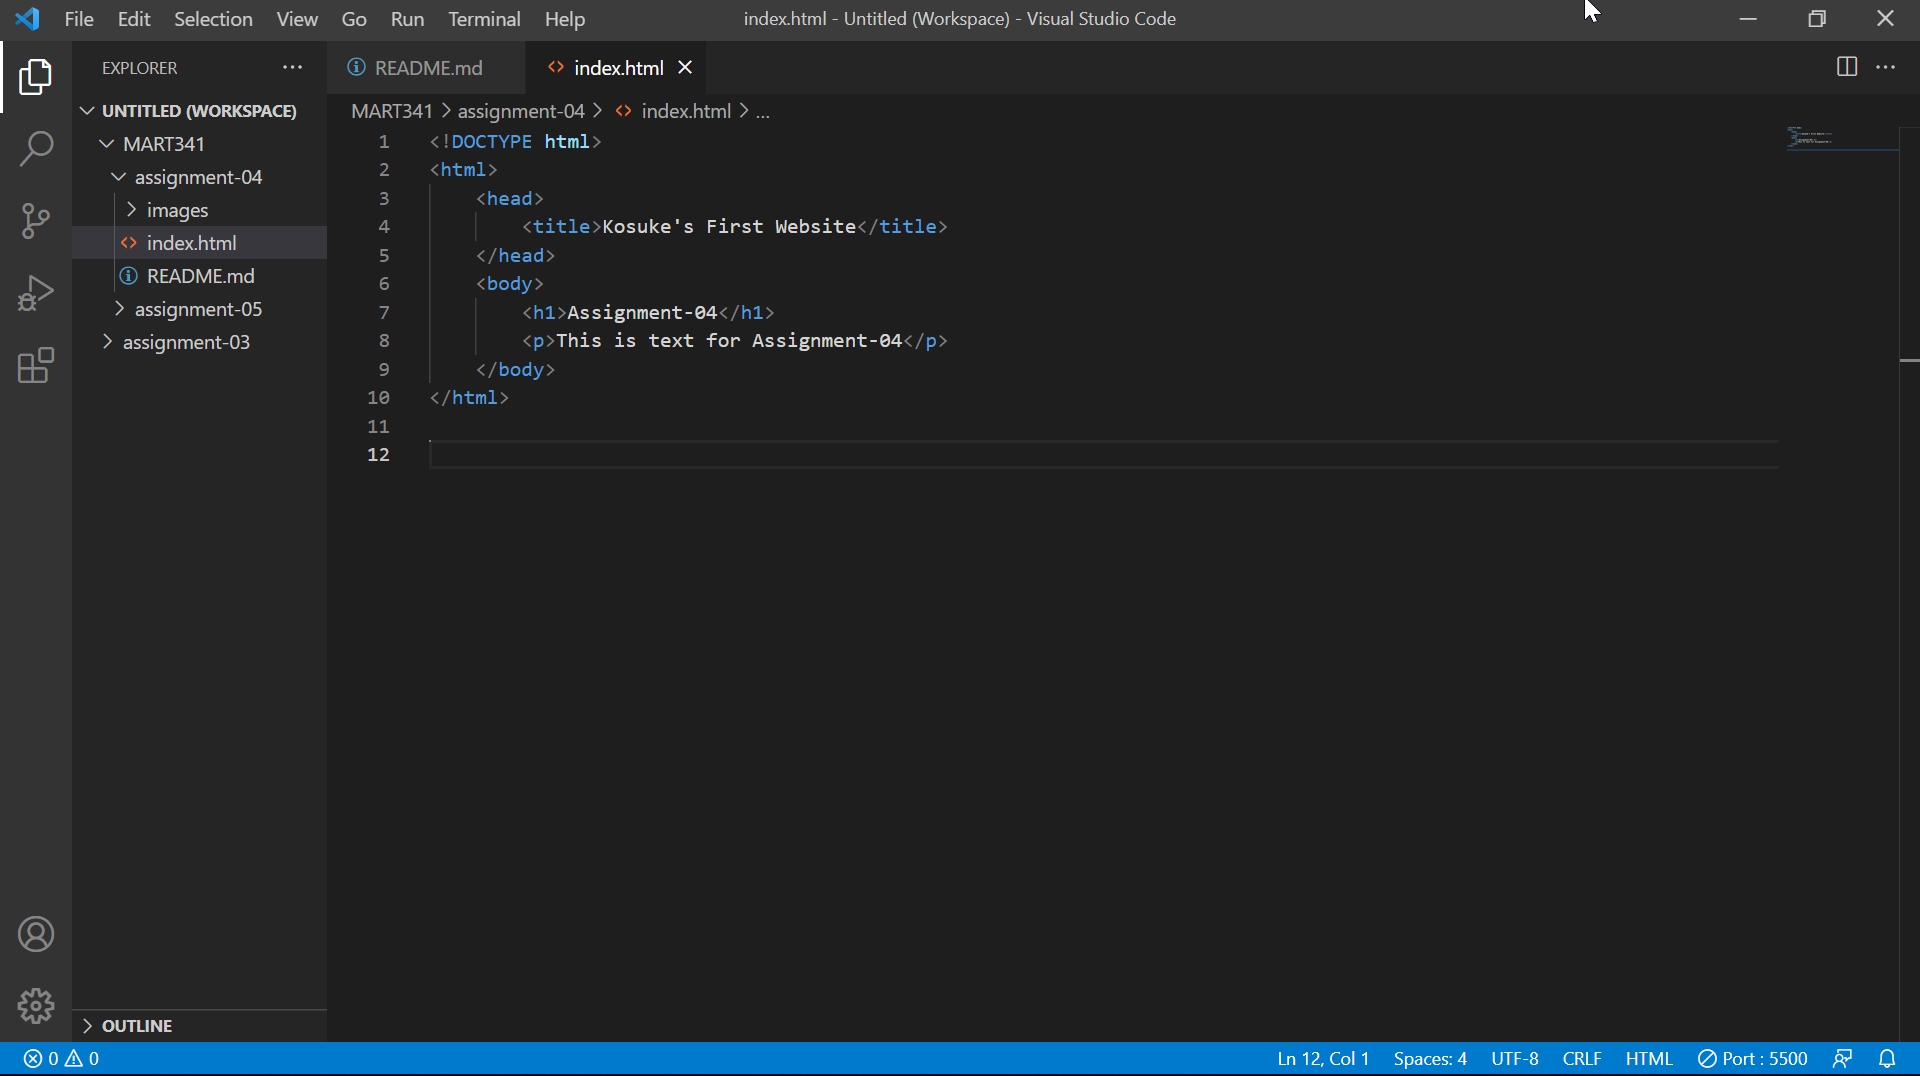 File Edit Selection View Go Run Terminal Help index.html - Untitled (Workspace) - Visual Studio Code
EXPLORER ...
UNTITLED (WORKSPACE)
MART341
assignment-04
images
index.html
README.md
assignment-05
assignment-03
OUTLINE
README.md index.html
MART341 > assignment-04 > <> index.html > ...
1 <!DOCTYPE html>
2 <html>
3 <head>
4 <title>Kosuke's First Website</title>
5 </head>
6 <body>
7 <h1>Assignment-04</h1>
8 <p>This is text for Assignment-04</p>
9 </body>
10 </html>
11
12
0 0 Ln 12, Col 1 Spaces: 4 UTF-8 CRLF HTML Port : 5500